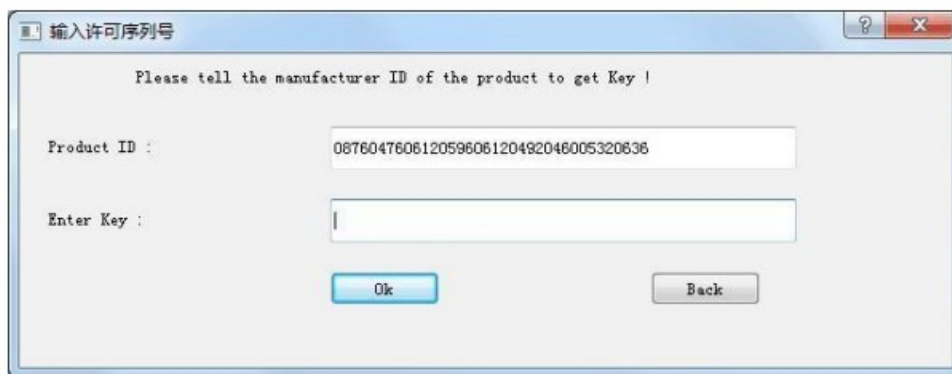 输入许可序列号
Please tell the manufacturer ID of the product to get Key !
Product ID :
087604760612059606120492046005320636
Enter Key :
Ok
Back